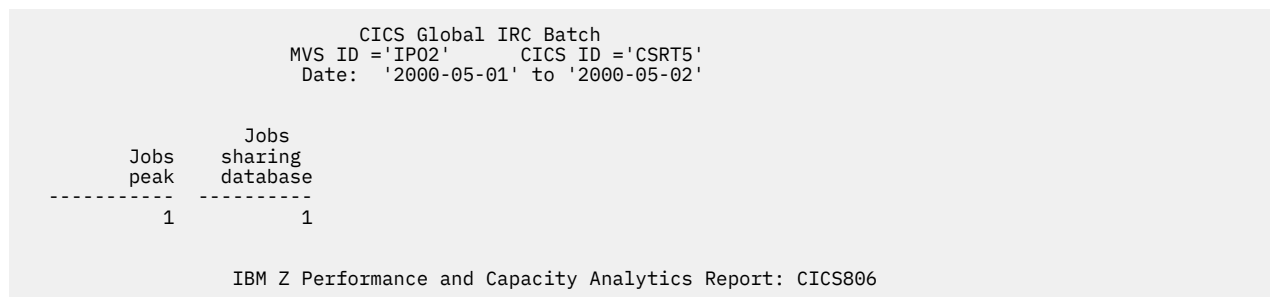 CICS Global IRC Batch
MVS ID ='IPO2' CICS ID ='CSRT5'
Date: '2000-05-01' to '2000-05-02'
Jobs
Jobs sharing
peak database
----------- ----------
1 1
IBM Z Performance and Capacity Analytics Report: CICS806